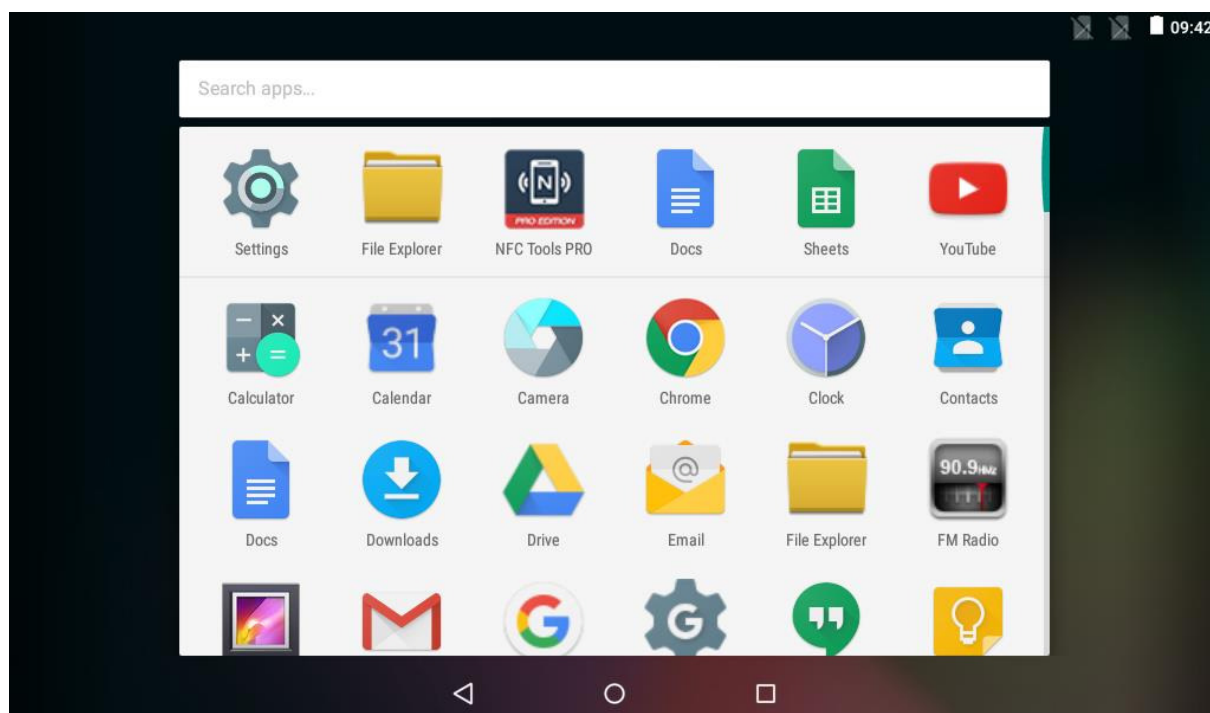 09:42
Search apps...
PRO EDITION
Settings File Explorer NFC Tools PRO Docs Sheets YouTube
31
Calculator Calendar Camera Chrome Clock Contacts
90.9 HMz
Docs Downloads Drive Email File Explorer FM Radio